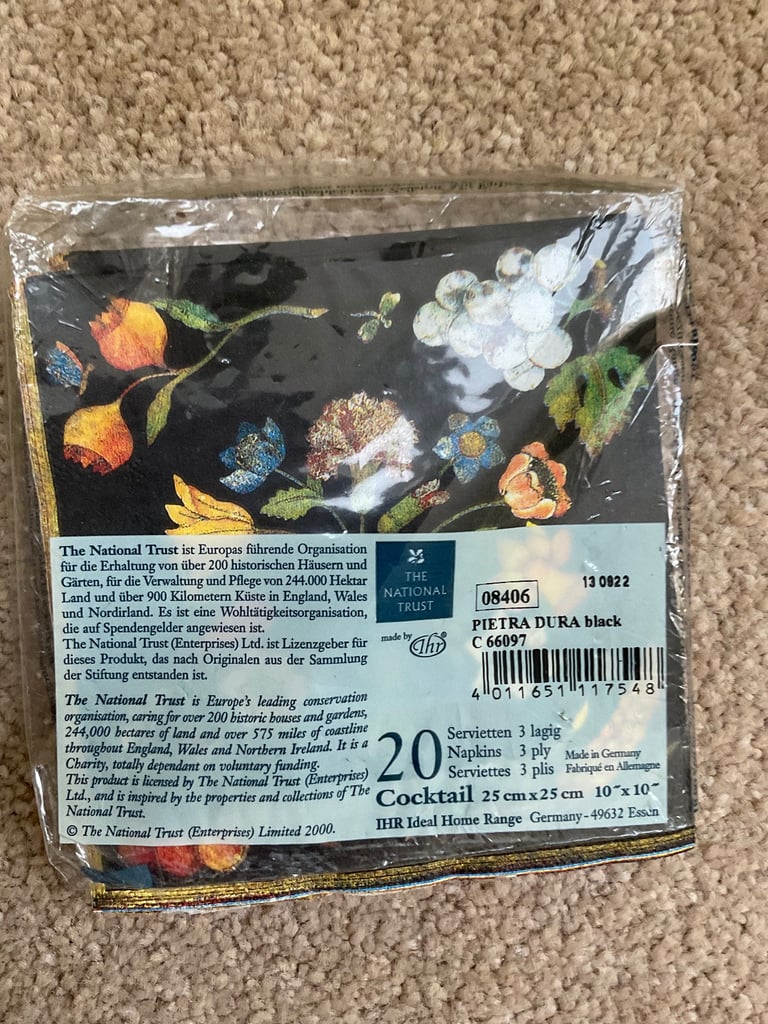 The National Trust ist Europas führende Organisation
für die Erhaltung von über 200 historischen Häusern und
Gärten, für die Verwaltung und Pflege von 244.000 Hektar
Land und über 900 Kilometern Küste in England, Wales
und Nordirland. Es ist eine Wohltätigkeitsorganisation,
die auf Spendengelder angewiesen ist.
The National Trust (Enterprises) Ltd. ist Lizenzgeber für
dieses Produkt, das nach Originalen aus der Sammlung
der Stiftung entstanden ist.
The National Trust is Europe's leading conservation
organisation, caring for over 200 historic houses and gardens,
244,000 hectares of land and over 575 miles of coastline
throughout England, Wales and Northern Ireland. It is a
Charity, totally dependant on voluntary funding.
This product is licensed by The National Trust (Enterprises)
Ltd., and is inspired by the properties and collections of The
National Trust.
© The National Trust (Enterprises) Limited 2000.
THE
NATIONAL
TRUST
made by Ihr
08406
13 0922
PIETRA DURA black
C 66097
4 011651 117548
20
Servietten 3 lagig
Napkins 3 ply
Serviettes 3 plis
Made in Germany
Fabriqué en Allemagne
Cocktail 25 cm x 25 cm 10˝x 10˝
IHR Ideal Home Range Germany - 49632 Essen